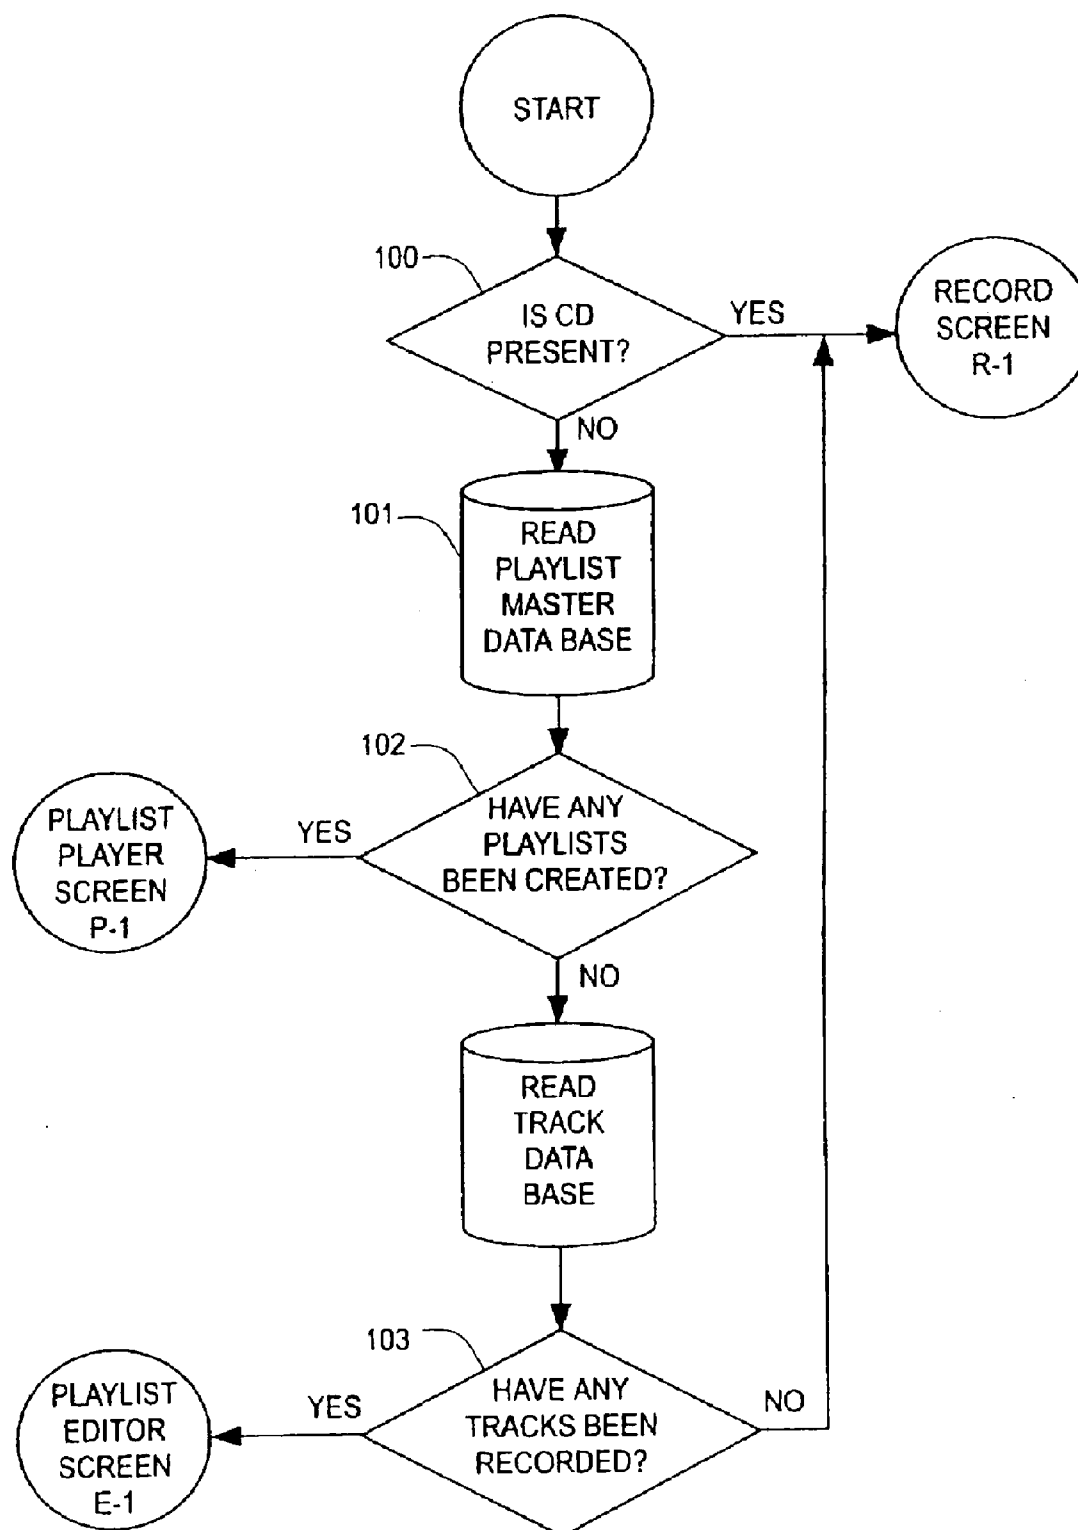 START
100
IS CD
PRESENT?
YES
RECORD
SCREEN
R-1
NO
101
READ
PLAYLIST
MASTER
DATA BASE
102
HAVE ANY
PLAYLISTS
BEEN CREATED?
YES
PLAYLIST
PLAYER
SCREEN
P-1
NO
READ
TRACK
DATA
BASE
103
HAVE ANY
TRACKS BEEN
RECORDED?
YES
NO
PLAYLIST
EDITOR
SCREEN
E-1